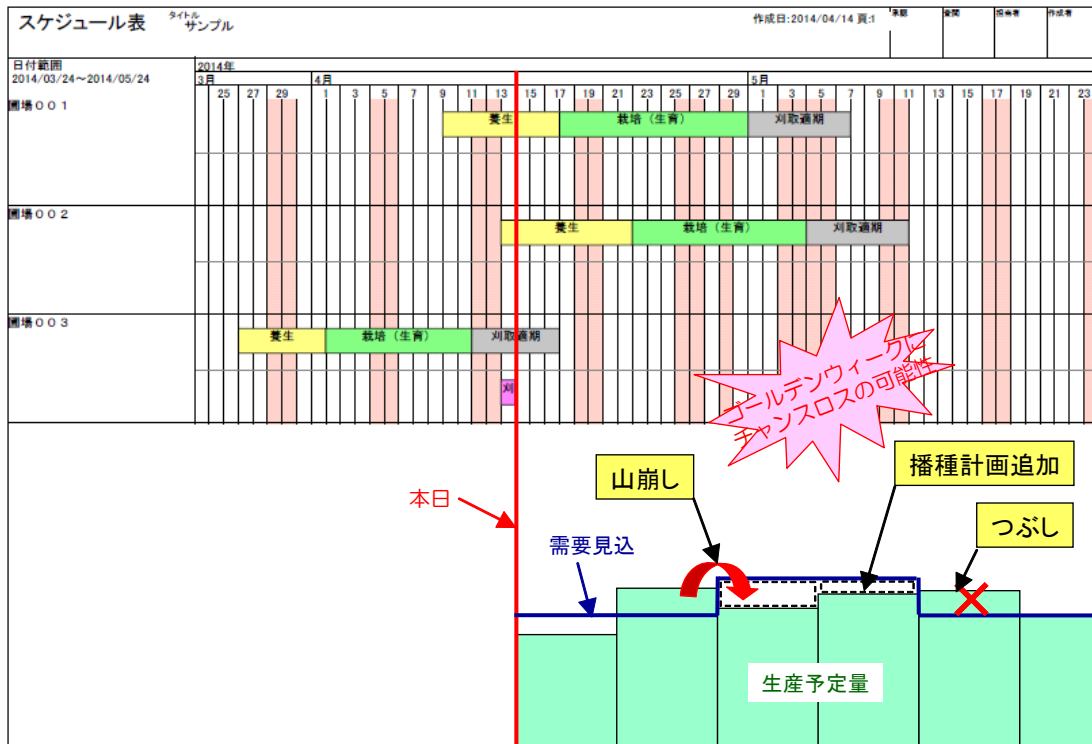 スケジュール表
タイトル
サンプル
作成日:2014/04/14 頁:1
承認
査閲
担当者
作成者
日付範囲
2014/03/24~2014/05/24
2014年
3月
4月
5月
25 27 29 1 3 5 7 9 11 13 15 17 19 21 23 25 27 29 1 3 5 7 9 11 13 15 17 19 21 23
圃場001
養生
栽培(生育)
刈取適期
圃場002
養生
栽培(生育)
刈取適期
圃場003
養生
栽培(生育)
刈取適期
刈
ゴールデンウィークに
チャンスロスの可能性
山崩し
播種計画追加
本日
つぶし
需要見込
生産予定量